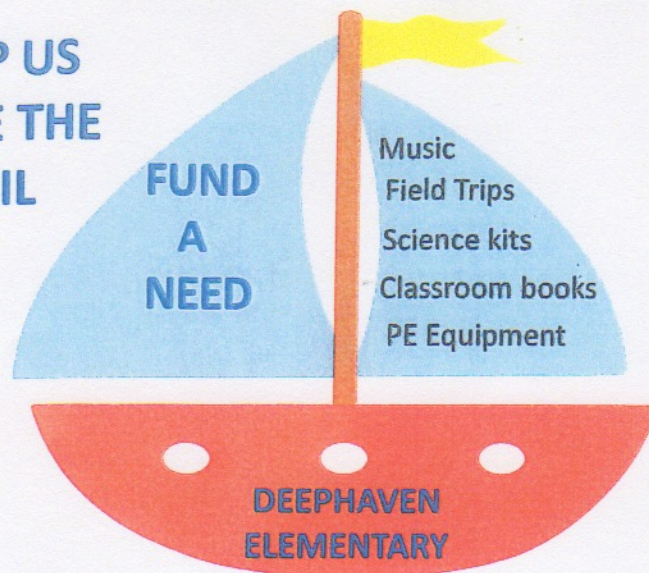 P US
THE
IL
FUND
A
NEED
Music
Field Trips
Science kits
Classroom books
PE Equipment
DEEPHAVEN
ELEMENTARY